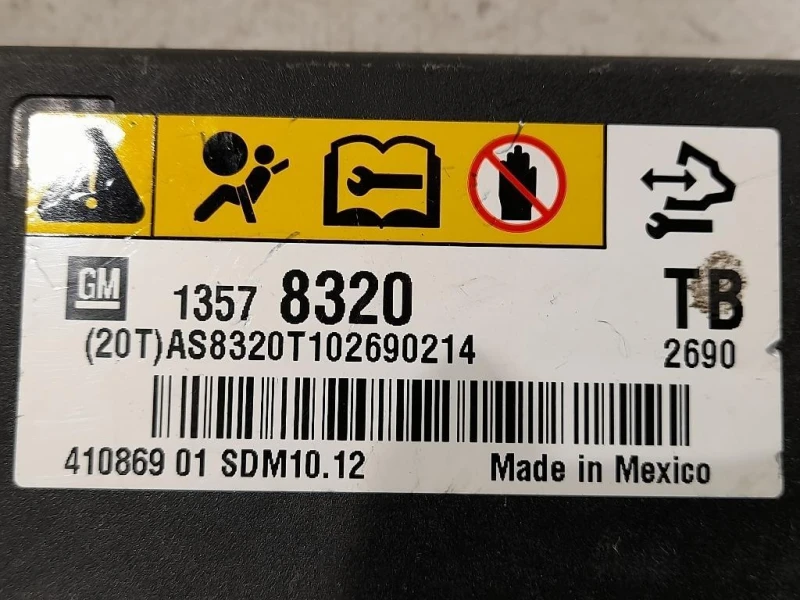 GM 1357 8320 TB
(20T)AS8320T102690214 2690
410869 01 SDM10.12 Made in Mexico